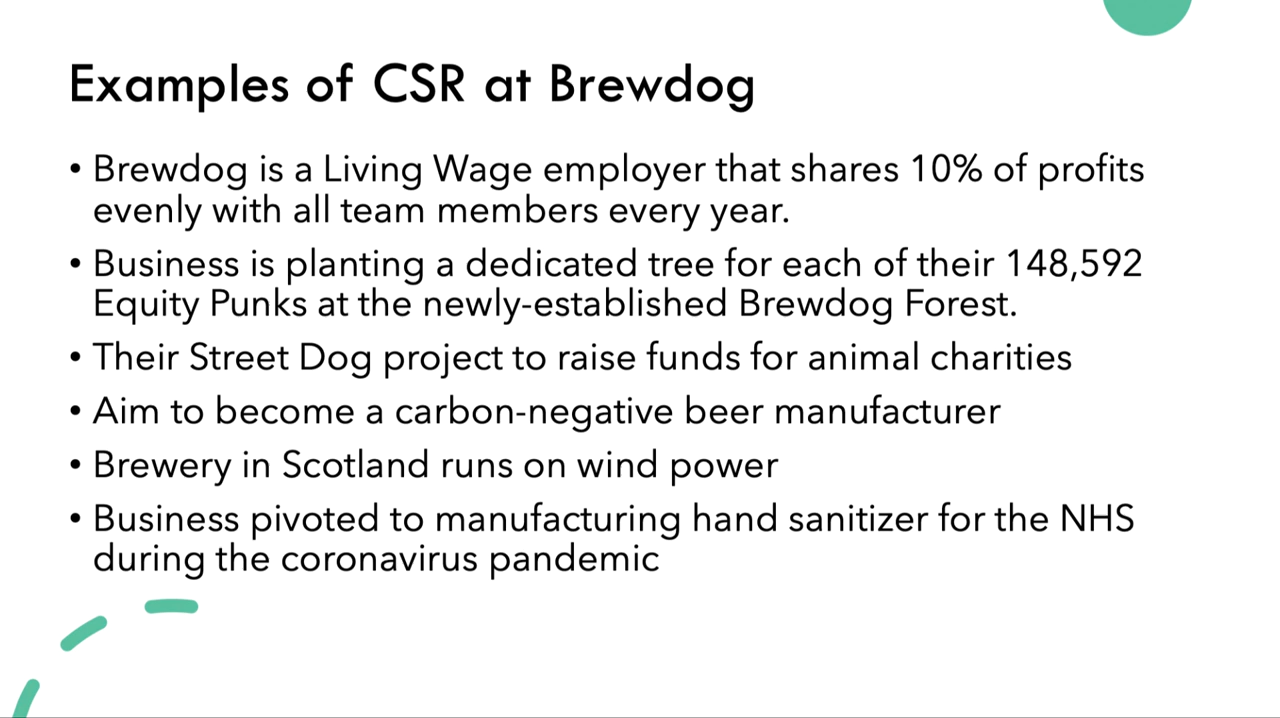 Examples of CSR at Brewdog
• Brewdog is a Living Wage employer that shares 10% of profits
evenly with all team members every year.
• Business is planting a dedicated tree for each of their 148,592
Equity Punks at the newly-established Brewdog Forest.
• Their Street Dog project to raise funds for animal charities
• Aim to become a carbon-negative beer manufacturer
• Brewery in Scotland runs on wind power
• Business pivoted to manufacturing hand sanitizer for the NHS
during the coronavirus pandemic